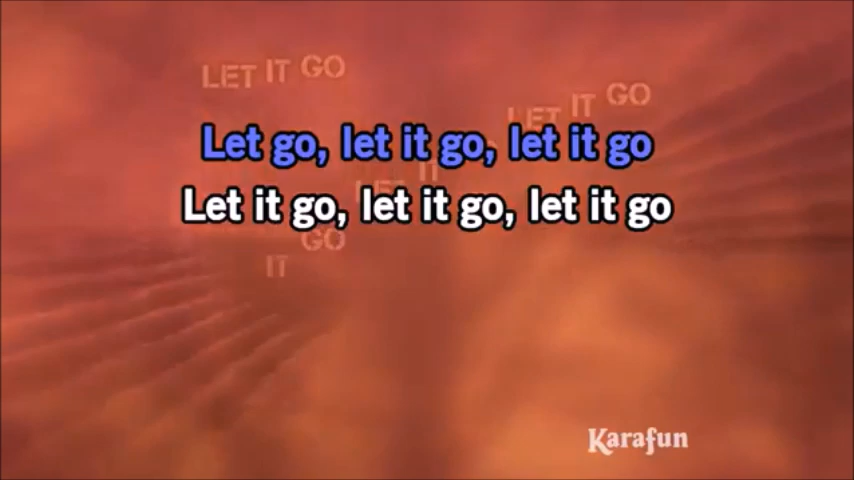 LET IT GO
LET IT GO
Let go, let it go, let it go
LET IT
Let it go, let it go, let it go
GO
IT
Karafun